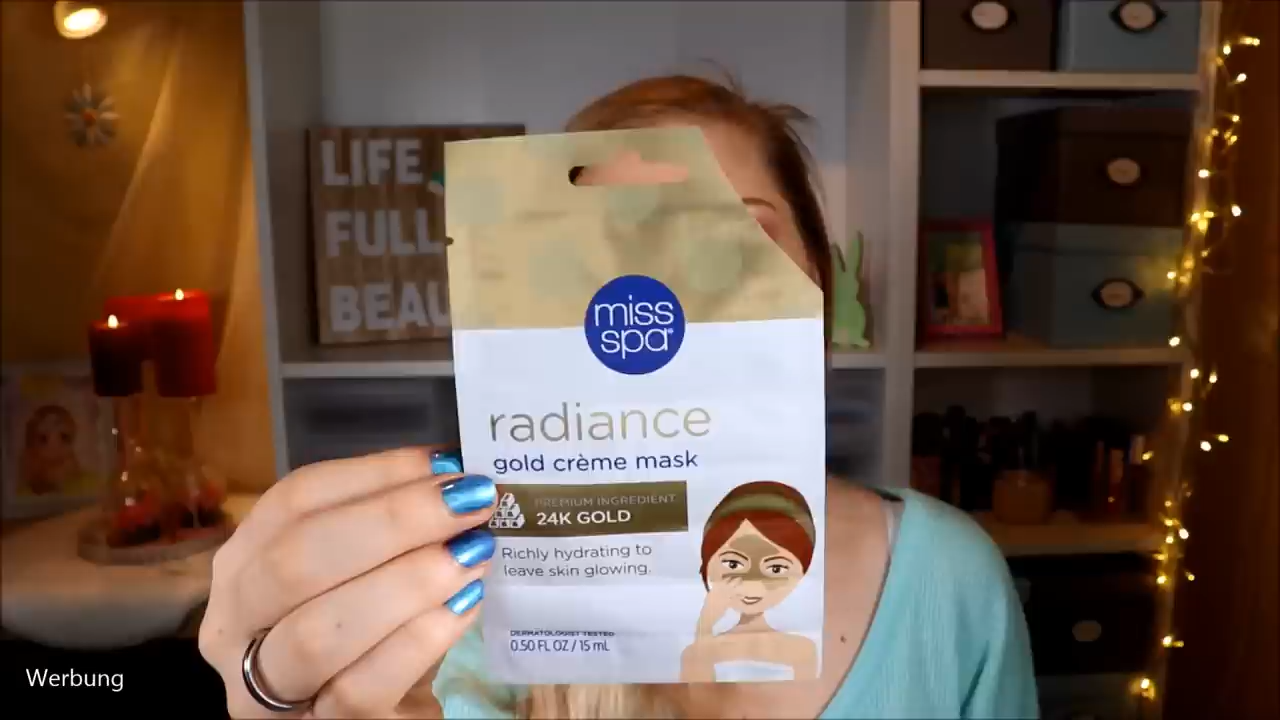 LIFE
FULL
BEAU
miss
spa®
radiance
gold crème mask
PREMIUM INGREDIENT
24K GOLD
Richly hydrating to
leave skin glowing.
DERMATOLOGIST TESTED
0.50 FL OZ / 15 mL
Werbung